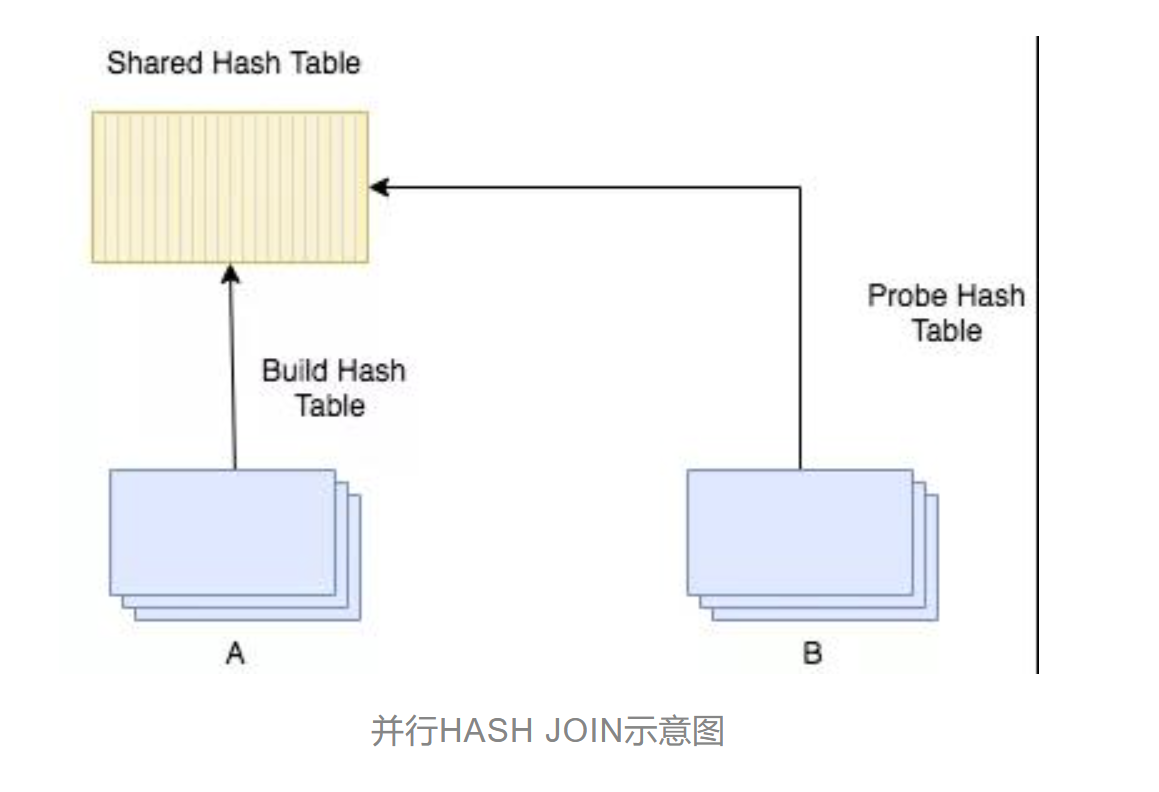 Shared Hash Table
Probe Hash
Table
Build Hash
Table
A
B
并行HASH JOIN示意图